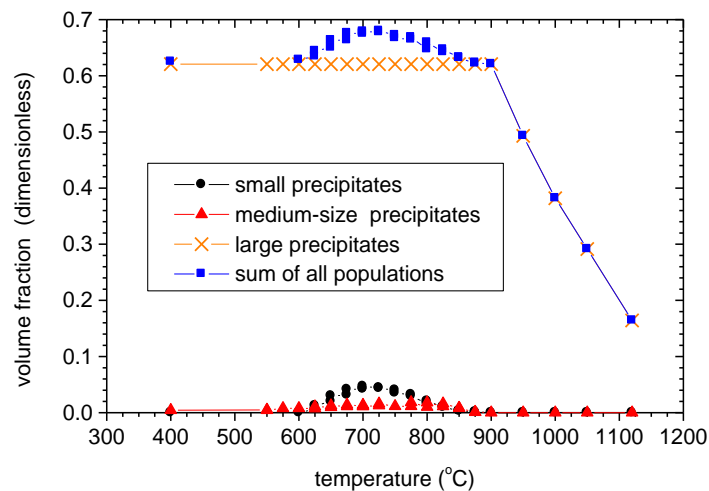 0.7
0.6
0.5
0.4
0.3
0.2
0.1
0.0
volume fraction (dimensionless)
small precipitates
medium-size precipitates
large precipitates
sum of all populations
300 400 500 600 700 800 900 1000 1100 1200
temperature (°C)